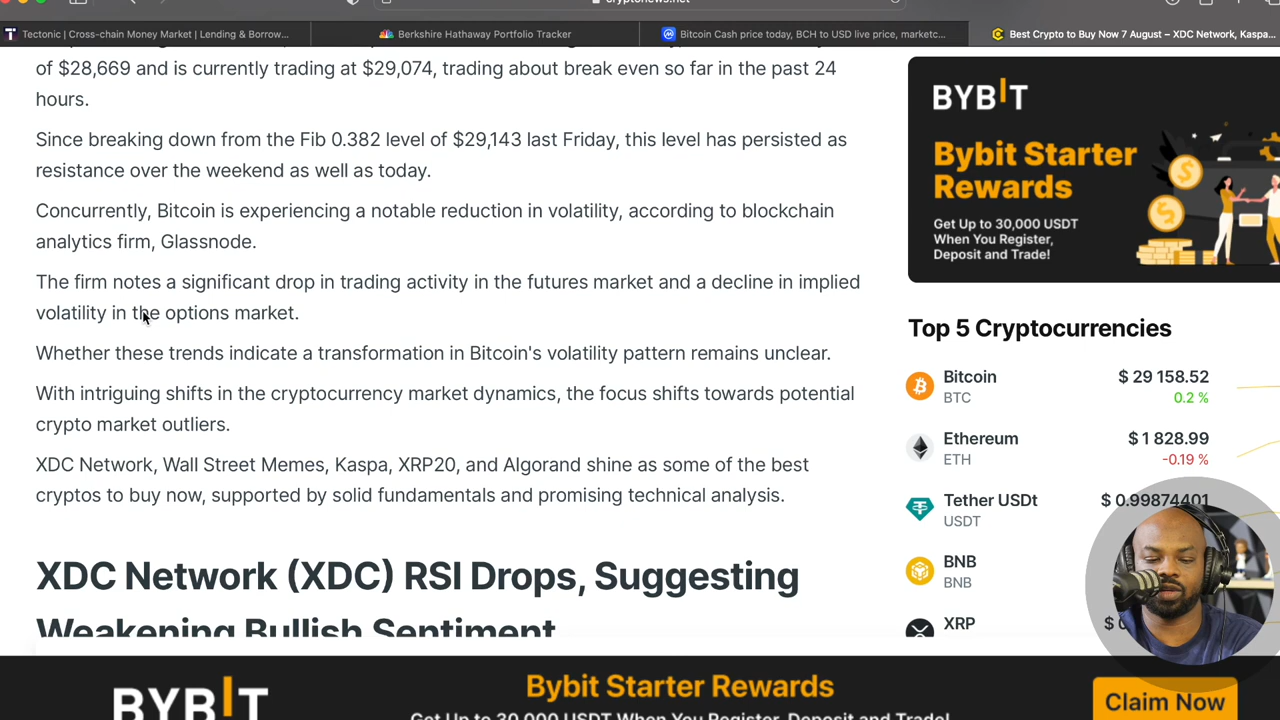 cryptonews.net
Tectonic | Cross-chain Money Market | Lending & Borrow...
Berkshire Hathaway Portfolio Tracker
Bitcoin Cash price today, BCH to USD live price, marketc...
Best Crypto to Buy Now 7 August – XDC Network, Kaspa...
of $28,669 and is currently trading at $29,074, trading about break even so far in the past 24
hours.
Since breaking down from the Fib 0.382 level of $29,143 last Friday, this level has persisted as
resistance over the weekend as well as today.
Concurrently, Bitcoin is experiencing a notable reduction in volatility, according to blockchain
analytics firm, Glassnode.
The firm notes a significant drop in trading activity in the futures market and a decline in implied
volatility in the options market.
Whether these trends indicate a transformation in Bitcoin's volatility pattern remains unclear.
With intriguing shifts in the cryptocurrency market dynamics, the focus shifts towards potential
crypto market outliers.
XDC Network, Wall Street Memes, Kaspa, XRP20, and Algorand shine as some of the best
cryptos to buy now, supported by solid fundamentals and promising technical analysis.
XDC Network (XDC) RSI Drops, Suggesting
Weakening Bullish Sentiment
BYBIT
Bybit Starter
Rewards
Get Up to 30,000 USDT
When You Register,
Deposit and Trade!
Top 5 Cryptocurrencies
Bitcoin $ 29 158.52
BTC 0.2 %
Ethereum $ 1 828.99
ETH -0.19 %
Tether USDt $ 0.99874401
USDT
BNB
BNB
XRP $
BYBIT
Bybit Starter Rewards
Get Up to 30,000 USDT When You Register, Deposit and Trade!
Claim Now